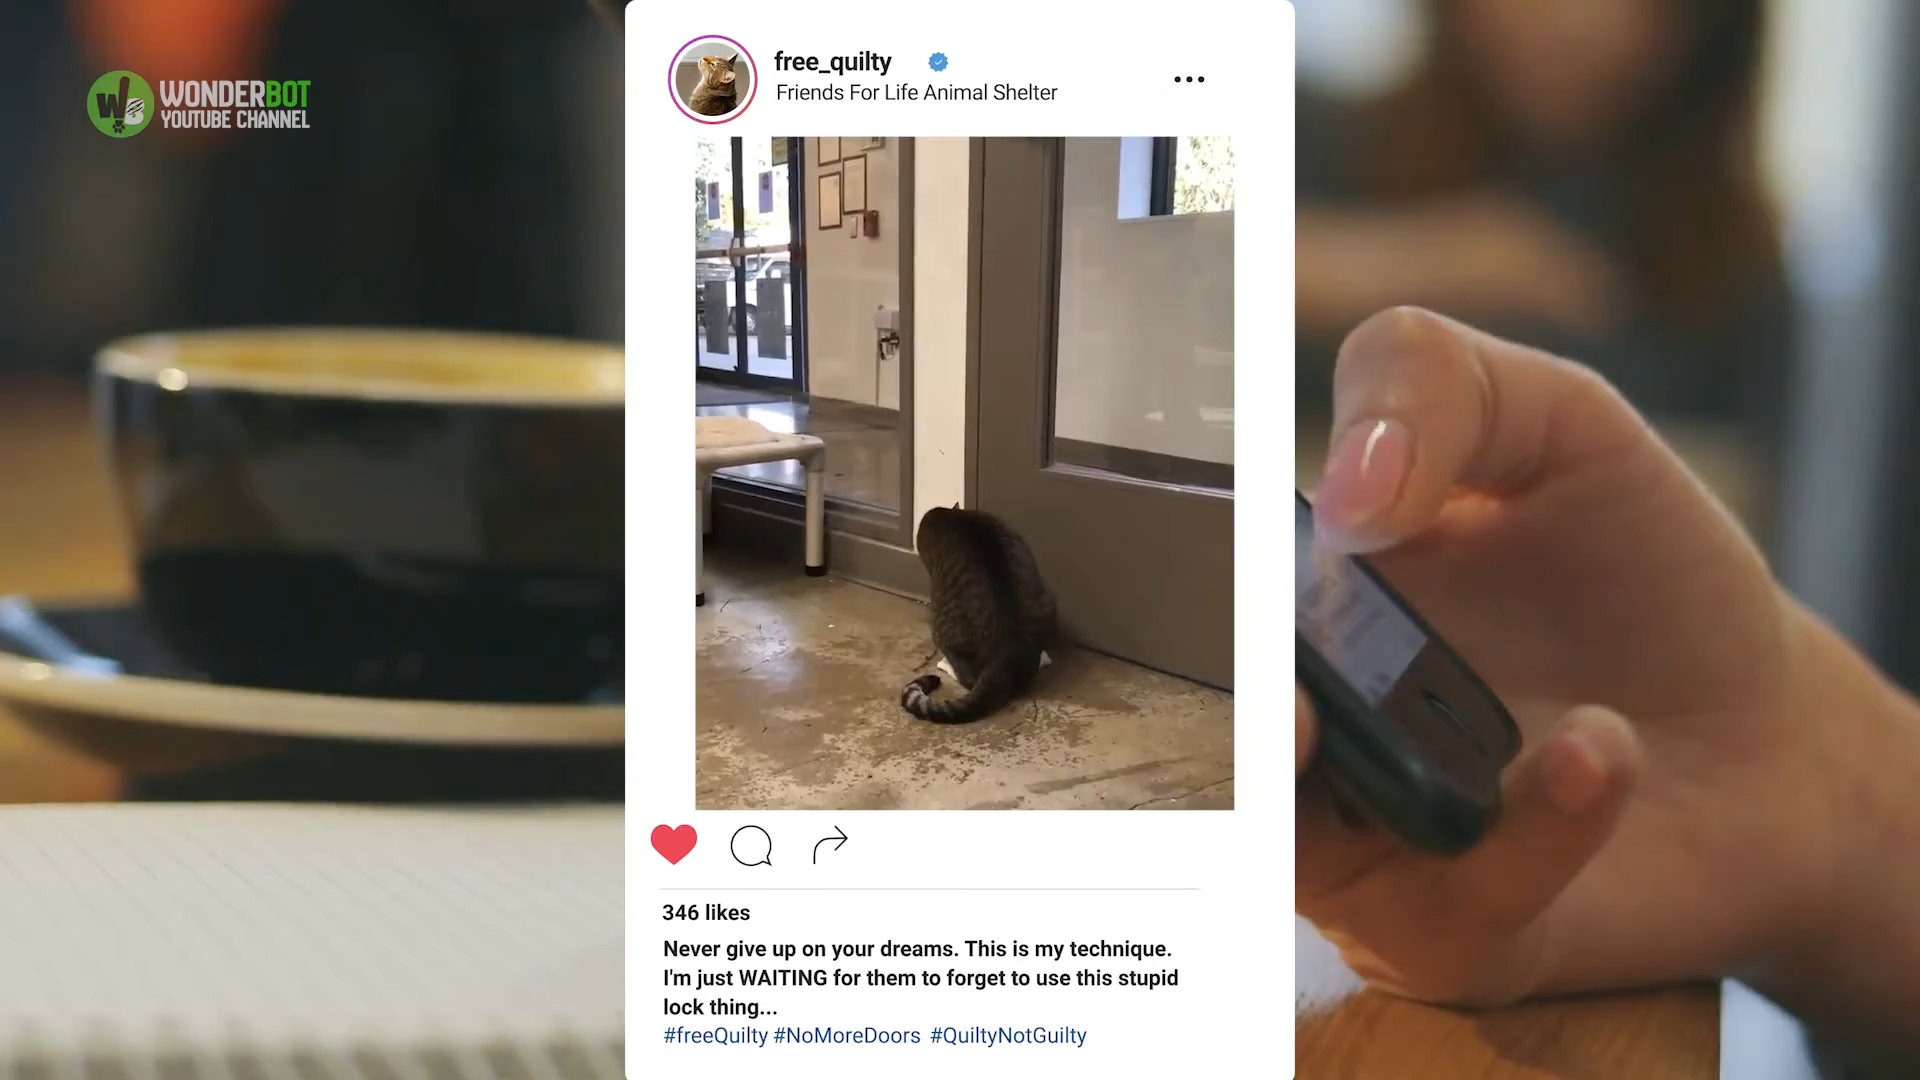 WONDERBOT
YOUTUBE CHANNEL
free_quilty
Friends For Life Animal Shelter
346 likes
Never give up on your dreams. This is my technique.
I'm just WAITING for them to forget to use this stupid
lock thing...
#freeQuilty #NoMoreDoors #QuiltyNotGuilty